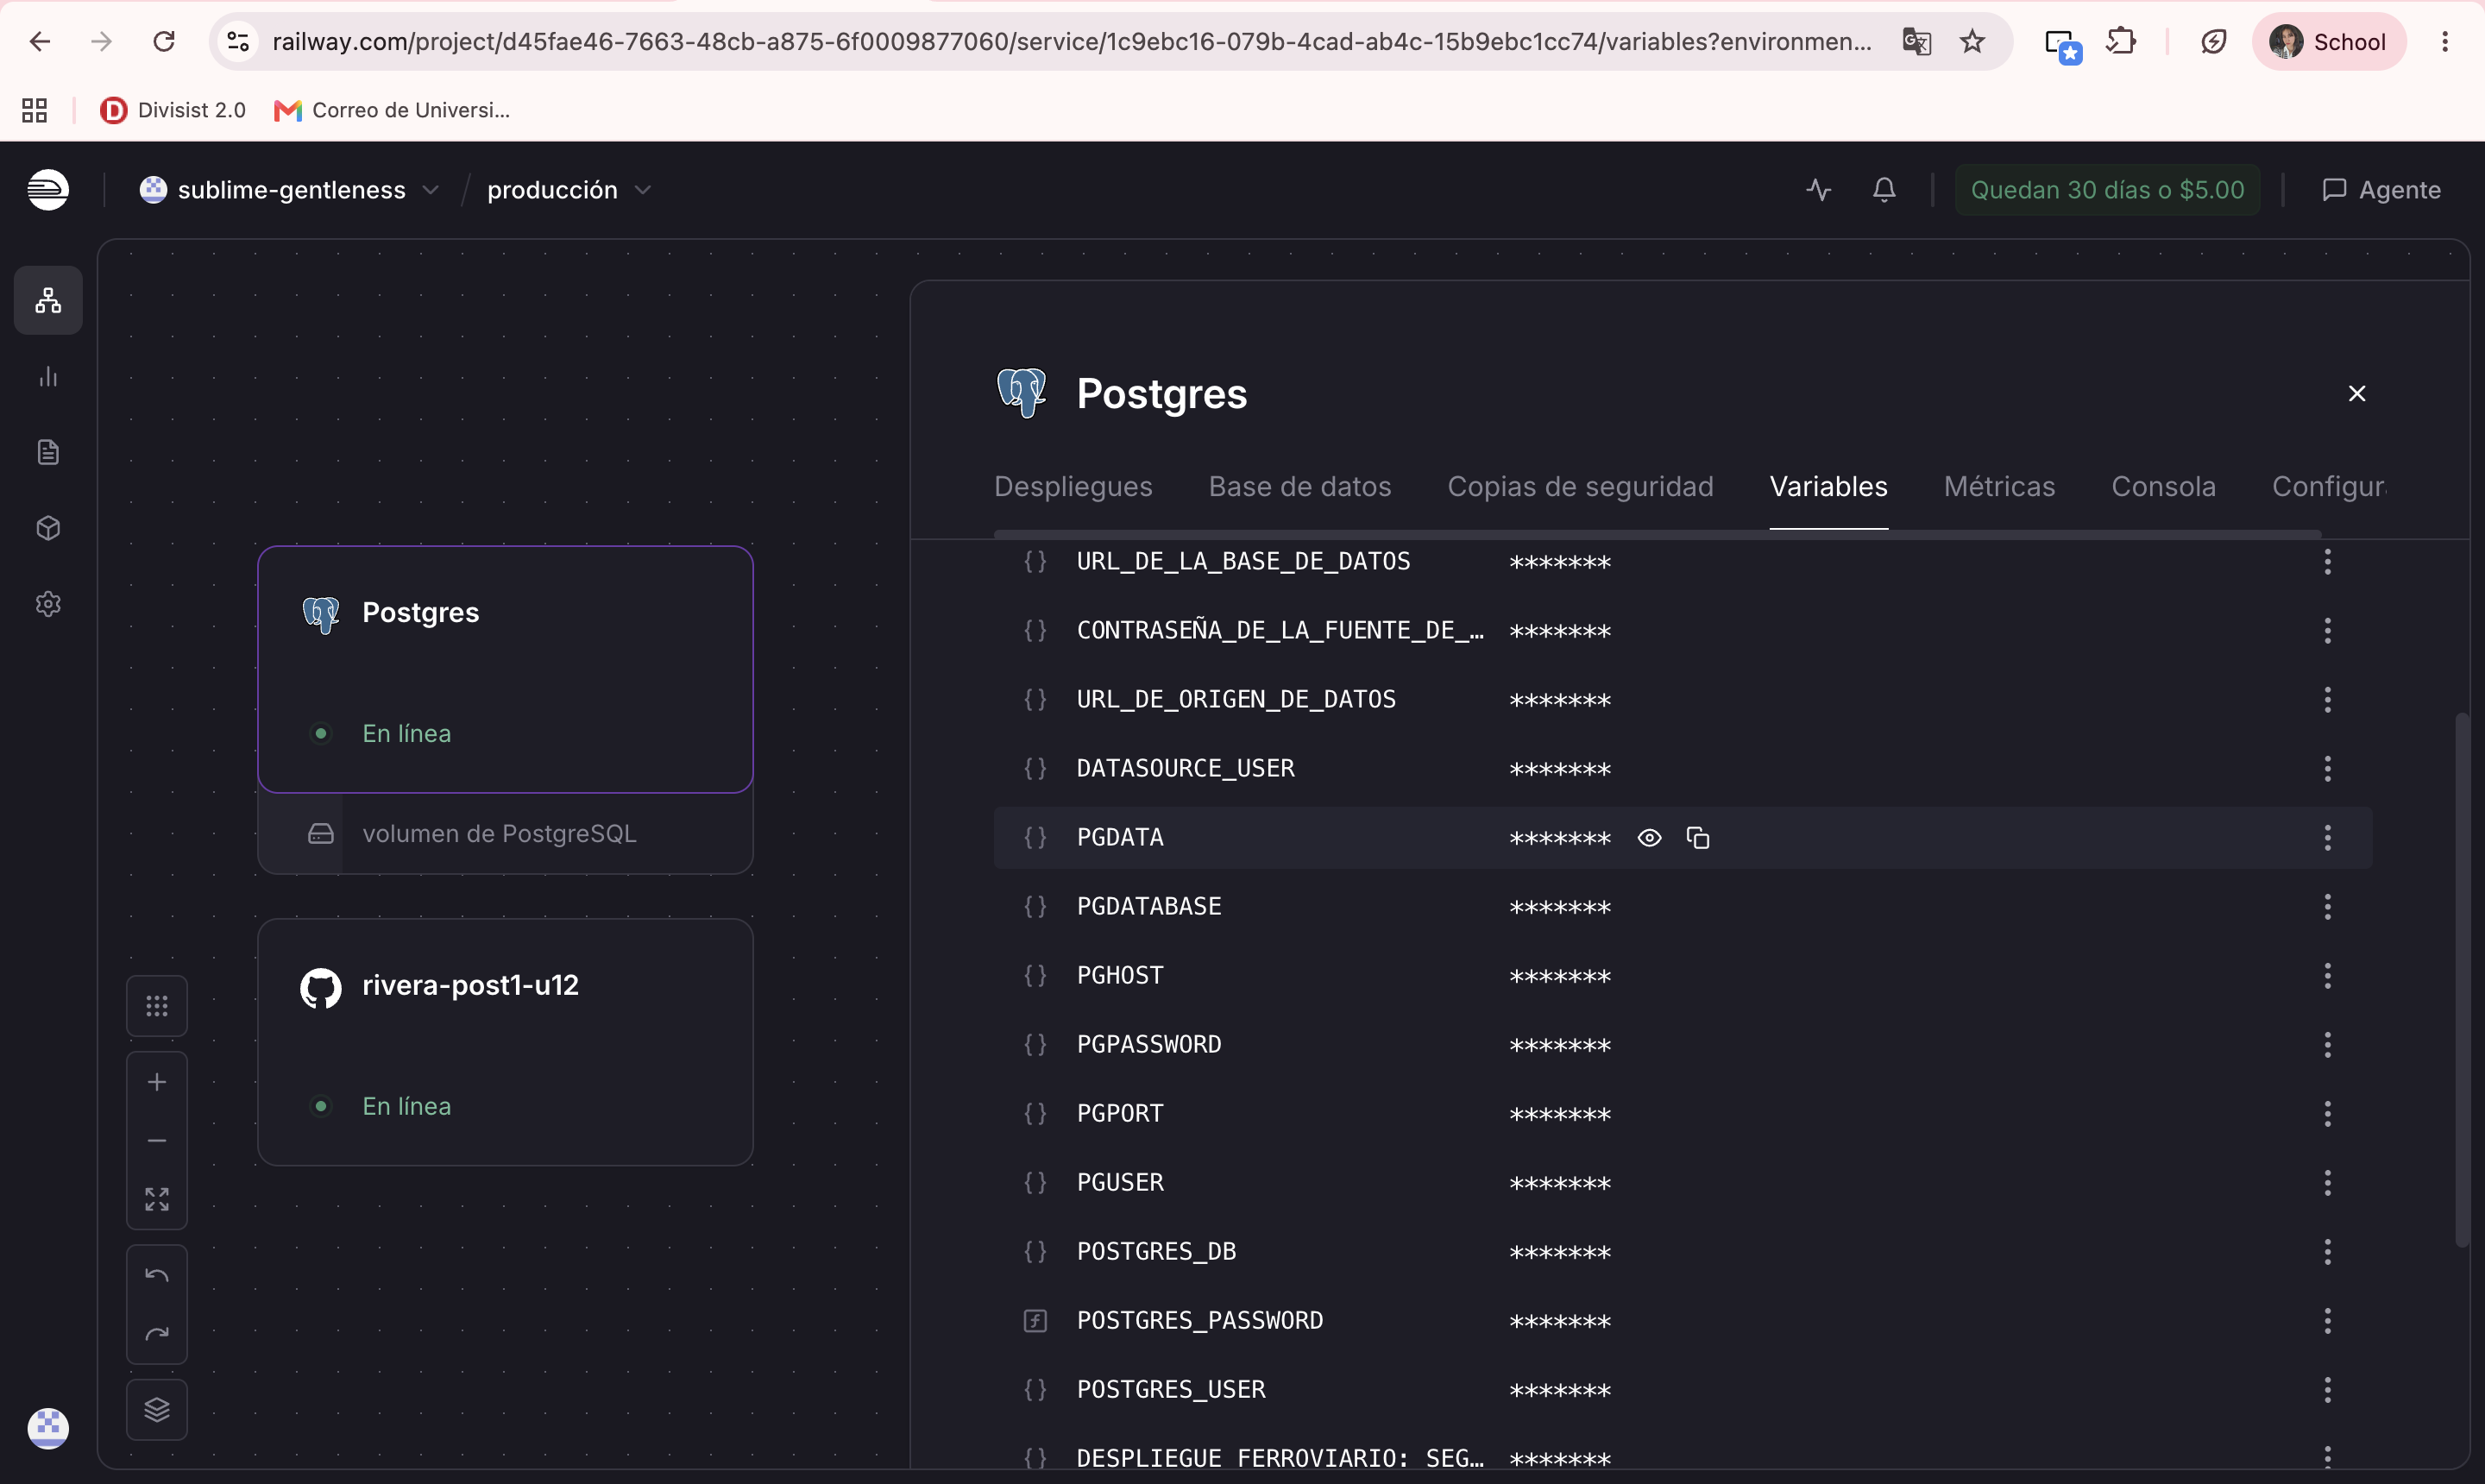 railway.com/project/d45fae46-7663-48cb-a875-6f0009877060/service/1c9ebc16-079b-4cad-ab4c-15b9ebc1cc74/variables?environmen...
School
Divisist 2.0
Correo de Universi...
sublime-gentleness / producción
Quedan 30 días o $5.00
Agente
Postgres
En línea
volumen de PostgreSQL
rivera-post1-u12
En línea
Postgres
Despliegues Base de datos Copias de seguridad Variables Métricas Consola Configur
{} URL_DE_LA_BASE_DE_DATOS *******
{} CONTRASEÑA_DE_LA_FUENTE_DE_… *******
{} URL_DE_ORIGEN_DE_DATOS *******
{} DATASOURCE_USER *******
{} PGDATA *******
{} PGDATABASE *******
{} PGHOST *******
{} PGPASSWORD *******
{} PGPORT *******
{} PGUSER *******
{} POSTGRES_DB *******
POSTGRES_PASSWORD *******
{} POSTGRES_USER *******
{} DESPLIEGUE FERROVIARIO: SEG… *******